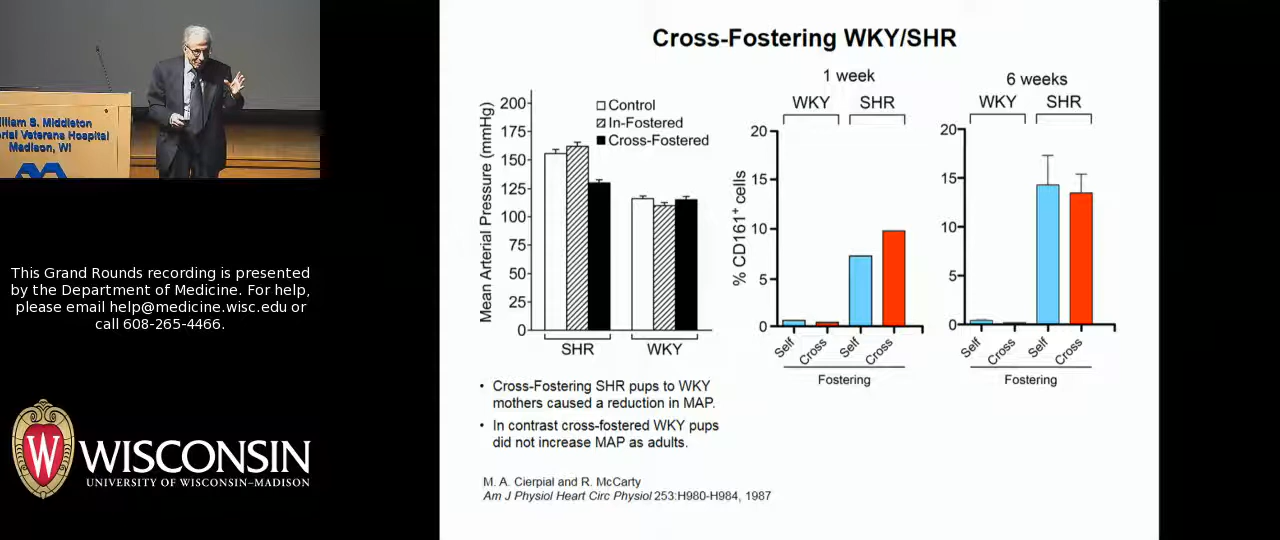 William S. Middleton
orial Veterans Hospital
Madison, WI
This Grand Rounds recording is presented
by the Department of Medicine. For help,
please email help@medicine.wisc.edu or
call 608-265-4466.
W
WISCONSIN
UNIVERSITY OF WISCONSIN–MADISON
Cross-Fostering WKY/SHR
Mean Arterial Pressure (mmHg)
200
175
150
125
100
75
50
25
0
Control
In-Fostered
Cross-Fostered
SHR
WKY
1 week
WKY
SHR
% CD161+ cells
20
15
10
5
0
Self
Cross
Self
Cross
Fostering
6 weeks
WKY
SHR
20
15
10
5
0
Self
Cross
Self
Cross
Fostering
• Cross-Fostering SHR pups to WKY
mothers caused a reduction in MAP.
• In contrast cross-fostered WKY pups
did not increase MAP as adults.
M. A. Cierpial and R. McCarty
Am J Physiol Heart Circ Physiol 253:H980-H984, 1987